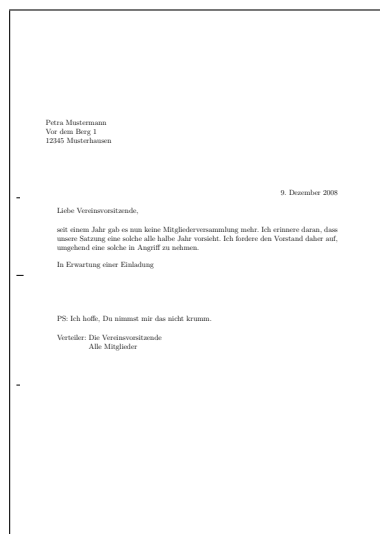 Petra Mustermann
Vor dem Berg 1
12345 Musterhausen
9. Dezember 2008
Liebe Vereinsvorsitzende,
seit einem Jahr gab es nun keine Mitgliederversammlung mehr. Ich erinnere daran, dass
unsere Satzung eine solche alle halbe Jahr vorsieht. Ich fordere den Vorstand daher auf,
umgehend eine solche in Angriff zu nehmen.
In Erwartung einer Einladung
PS: Ich hoffe, Du nimmst mir das nicht krumm.
Verteiler: Die Vereinsvorsitzende
Alle Mitglieder